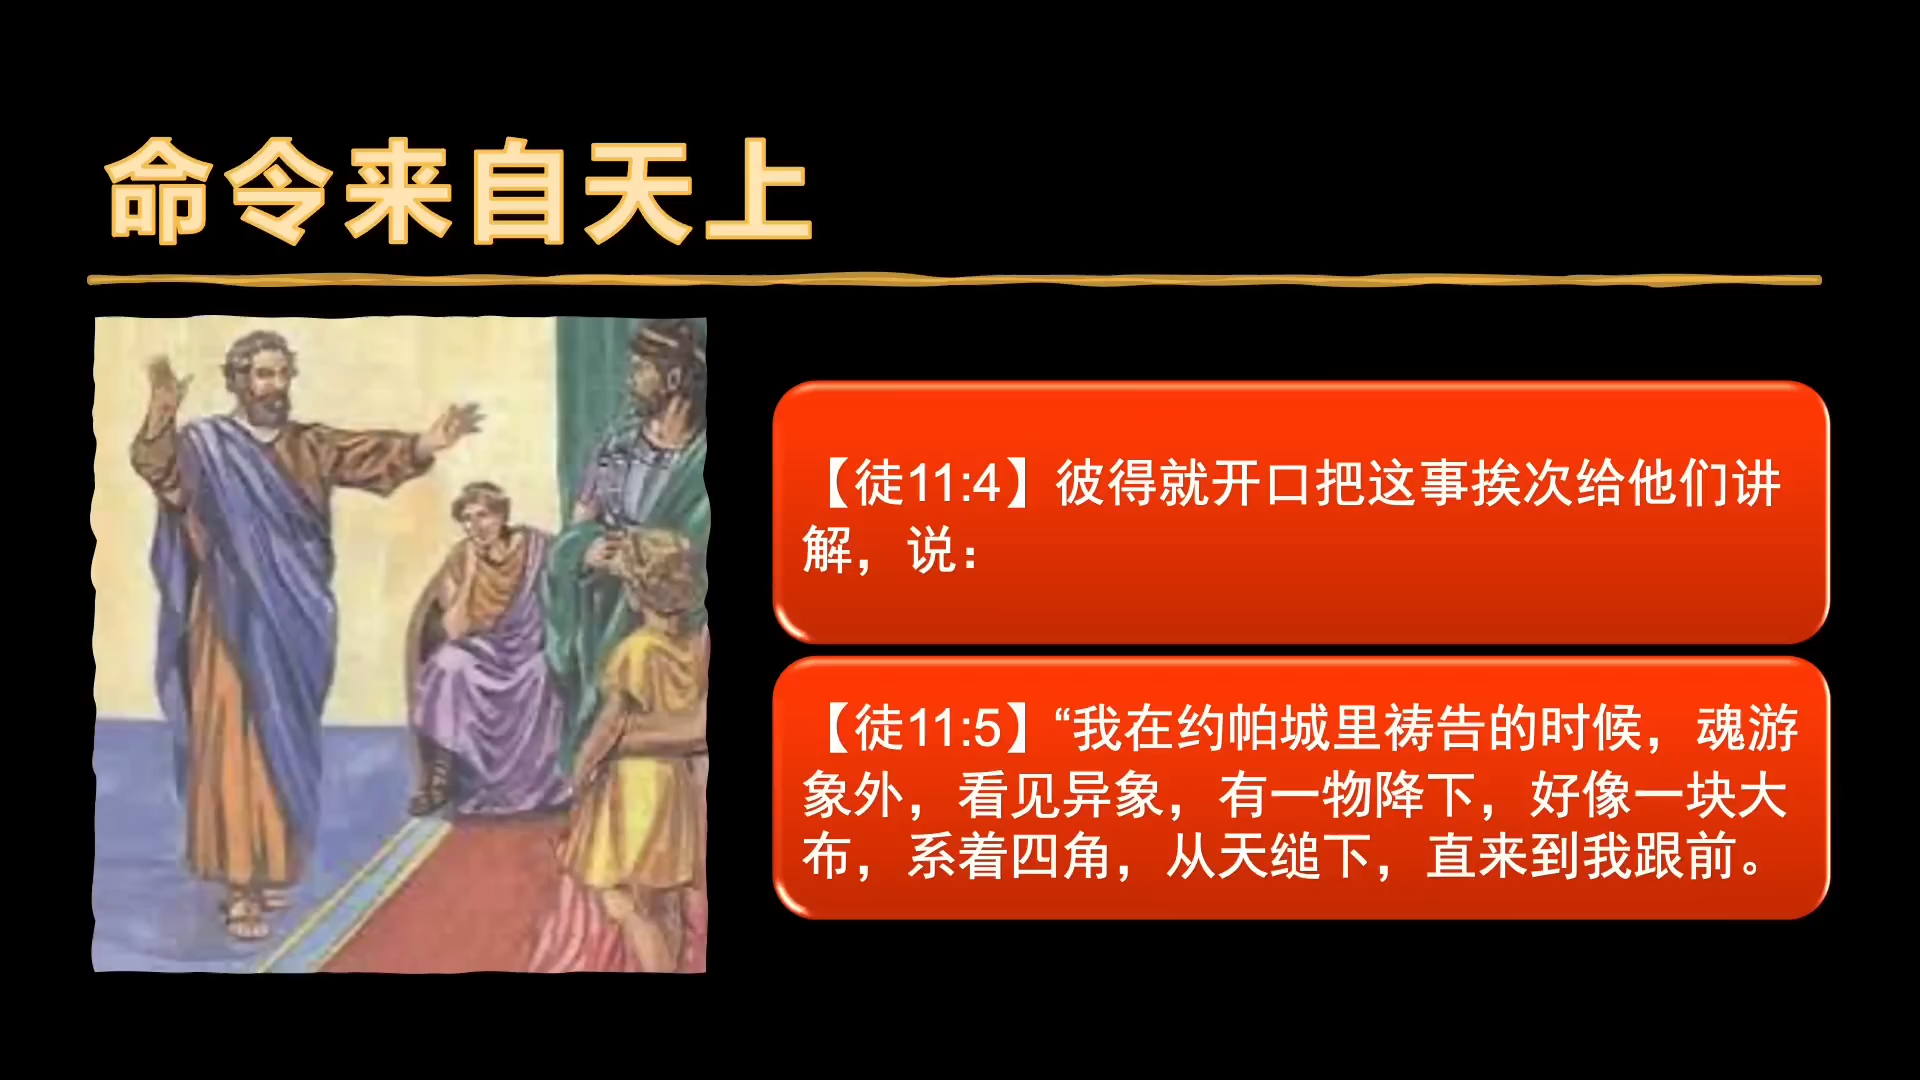 命令来自天上
【徒11:4】彼得就开口把这事挨次给他们讲
解，说：
【徒11:5】“我在约帕城里祷告的时候，魂游
象外，看见异象，有一物降下，好像一块大
布，系着四角，从天缒下，直来到我跟前。